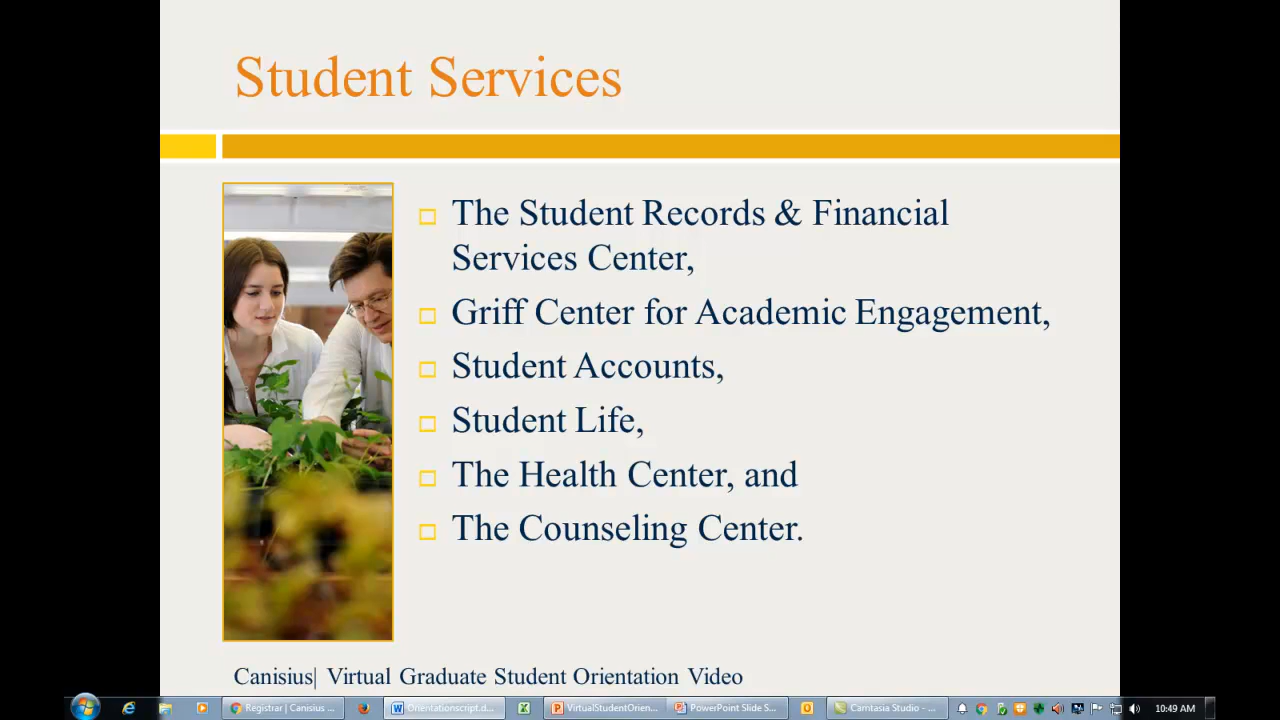 Student Services
The Student Records & Financial
Services Center,
Griff Center for Academic Engagement,
Student Accounts,
Student Life,
The Health Center, and
The Counseling Center.
Canisius| Virtual Graduate Student Orientation Video
Registrar | Canisius ...
Orientationscript.d...
VirtualStudentOrien...
PowerPoint Slide S...
Camtasia Studio - ...
10:49 AM